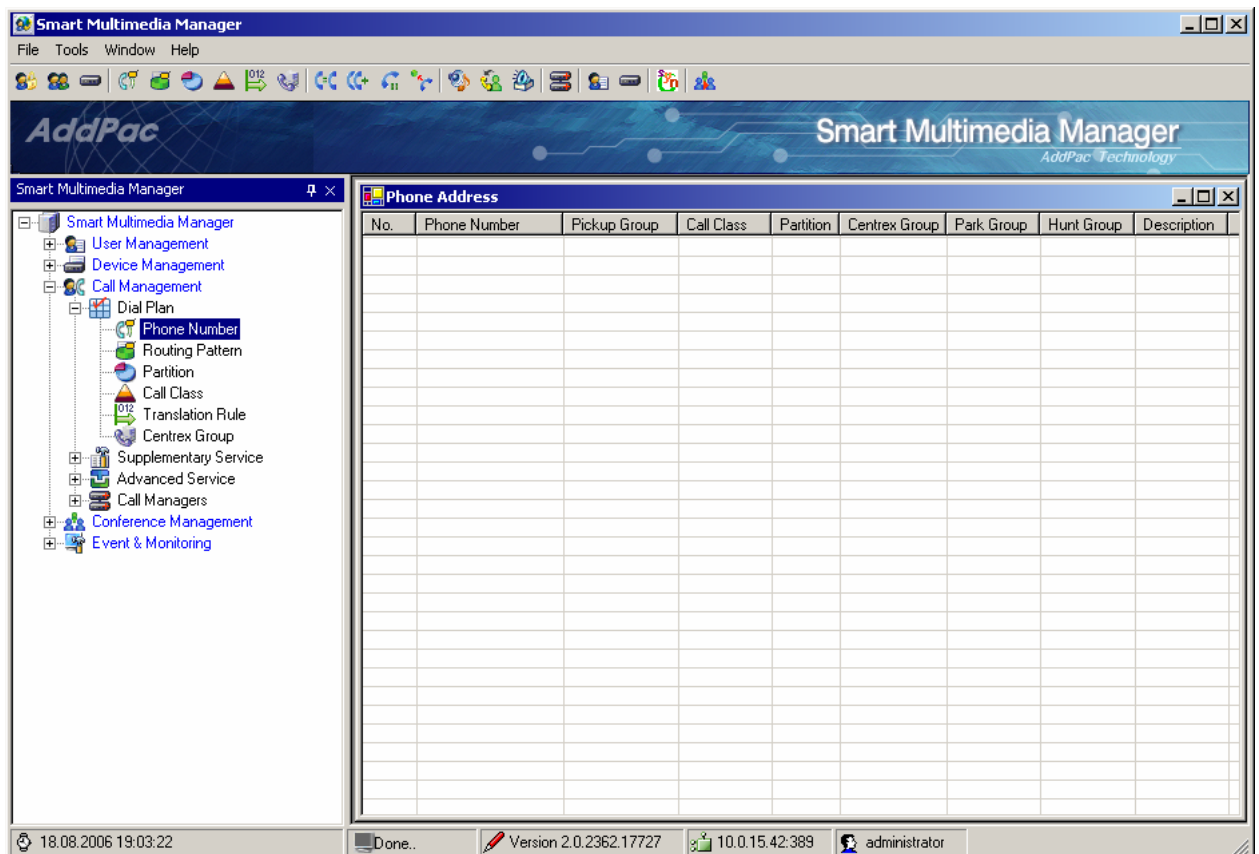 Smart Multimedia Manager
File Tools Window Help
AddPac
Smart Multimedia Manager
AddPac Technology
Smart Multimedia Manager
Smart Multimedia Manager
User Management
Device Management
Call Management
Dial Plan
Phone Number
Routing Pattern
Partition
Call Class
Translation Rule
Centrex Group
Supplementary Service
Advanced Service
Call Managers
Conference Management
Event & Monitoring
Phone Address
No. Phone Number Pickup Group Call Class Partition Centrex Group Park Group Hunt Group Description
18.08.2006 19:03:22 Done.. Version 2.0.2362.17727 10.0.15.42:389 administrator